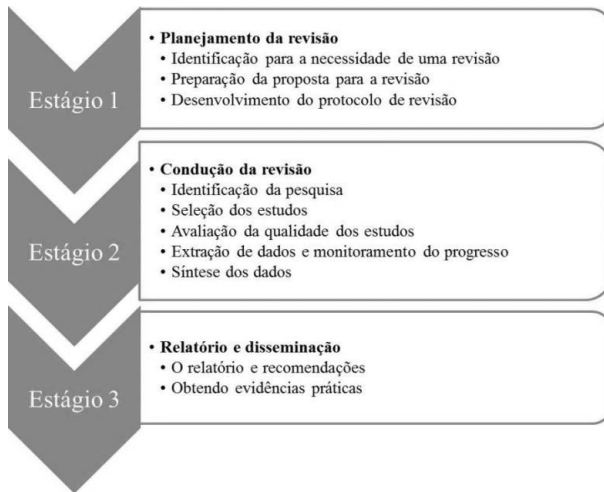 Estágio 1
• Planejamento da revisão
• Identificação para a necessidade de uma revisão
• Preparação da proposta para a revisão
• Desenvolvimento do protocolo de revisão
Estágio 2
• Condução da revisão
• Identificação da pesquisa
• Seleção dos estudos
• Avaliação da qualidade dos estudos
• Extração de dados e monitoramento do progresso
• Síntese dos dados
Estágio 3
• Relatório e disseminação
• O relatório e recomendações
• Obtendo evidências práticas